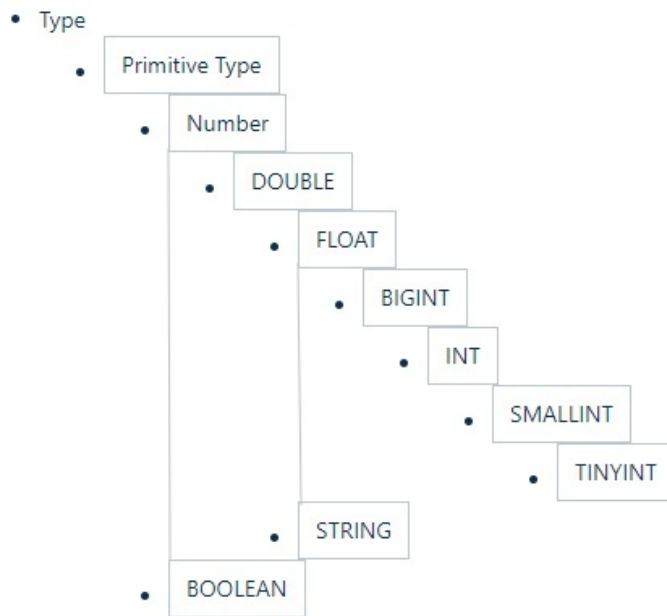 Type
Primitive Type
Number
DOUBLE
FLOAT
BIGINT
INT
SMALLINT
TINYINT
STRING
BOOLEAN